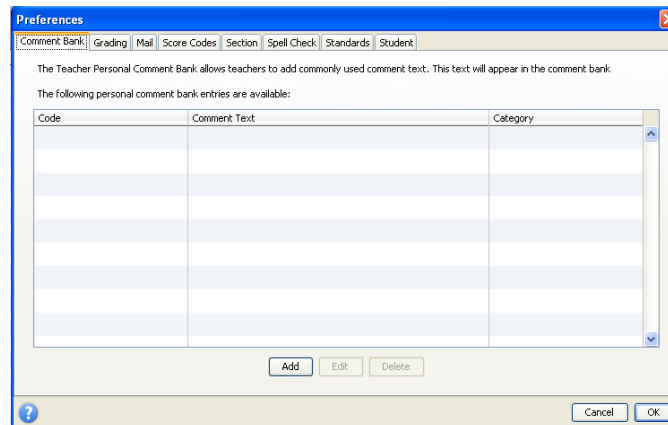 Preferences
Comment Bank Grading Mail Score Codes Section Spell Check Standards Student
The Teacher Personal Comment Bank allows teachers to add commonly used comment text. This text will appear in the comment bank
The following personal comment bank entries are available:
Code Comment Text Category
Add Edit Delete
? Cancel OK